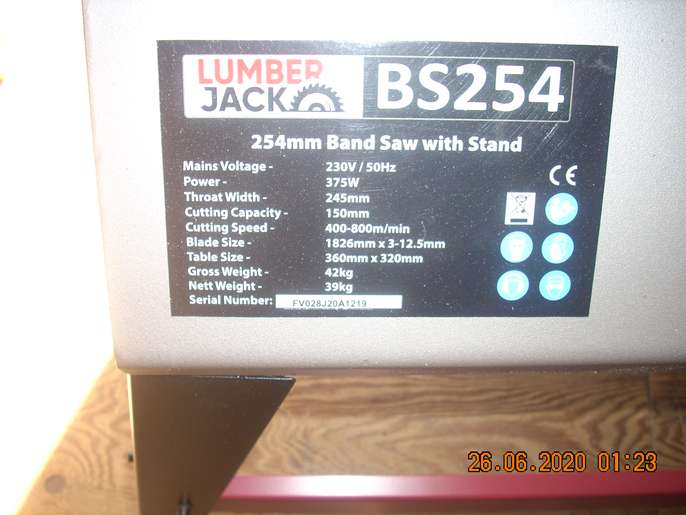 LUMBER
JACK
BS254
254mm Band Saw with Stand
Mains Voltage - 230V / 50Hz
Power - 375W
Throat Width - 245mm
Cutting Capacity - 150mm
Cutting Speed - 400-800m/min
Blade Size - 1826mm x 3-12.5mm
Table Size - 360mm x 320mm
Gross Weight - 42kg
Nett Weight - 39kg
Serial Number: FV028J20A1219
CE
26.06.2020 01:23